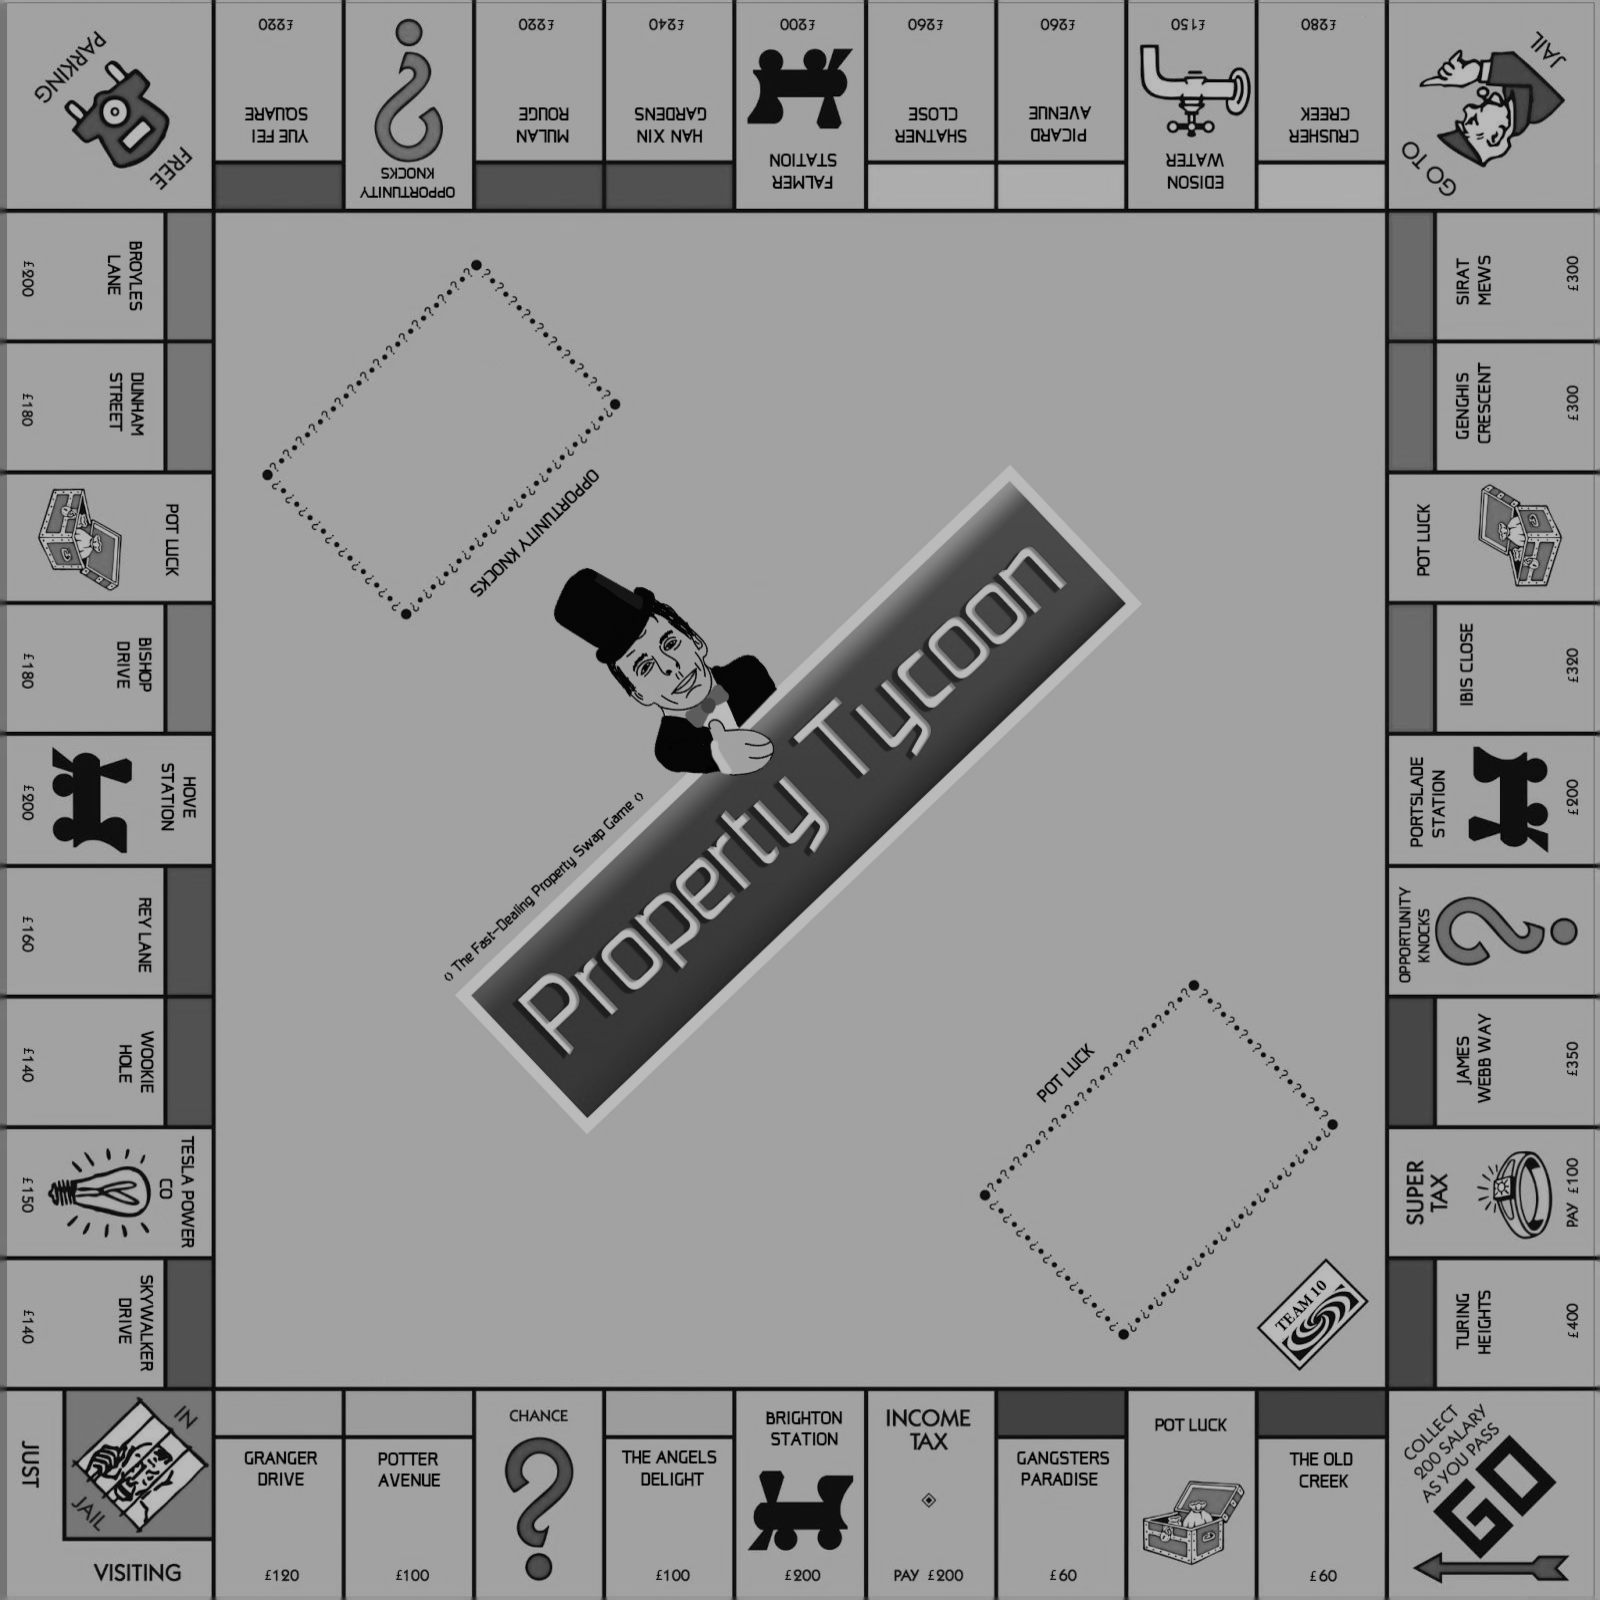 PARKING
FREE
£220
YUE FEI
SQUARE
OPPORTUNITY
KNOCKS
£220
MULAN
ROUGE
£240
HAN XIN
GARDENS
£200
FALMER
STATION
£260
SHATNER
CLOSE
£260
PICARD
AVENUE
£150
EDISON
WATER
£280
CRUSHER
CREEK
GO TO
JAIL
BROYLES
LANE
£200
DUNHAM
STREET
£180
POT LUCK
BISHOP
DRIVE
£180
HOVE
STATION
£200
REY LANE
£160
WOOKIE
HOLE
£140
TESLA POWER
CO
£150
SKYWALKER
DRIVE
£140
OPPORTUNITY KNOCKS
Property Tycoon
‹› The Fast-Dealing Property Swap Game ‹›
POT LUCK
TEAM 10
SIRAT
MEWS
£300
GENGHIS
CRESCENT
£300
POT LUCK
IBIS CLOSE
£320
PORTSLADE
STATION
£200
OPPORTUNITY
KNOCKS
JAMES
WEBB WAY
£350
SUPER
TAX
PAY £100
TURING
HEIGHTS
£400
JUST
VISITING
IN
JAIL
GRANGER
DRIVE
£120
POTTER
AVENUE
£100
CHANCE
?
THE ANGELS
DELIGHT
£100
BRIGHTON
STATION
£200
INCOME
TAX
PAY £200
GANGSTERS
PARADISE
£60
POT LUCK
THE OLD
CREEK
£60
COLLECT
200 SALARY
AS YOU PASS
GO